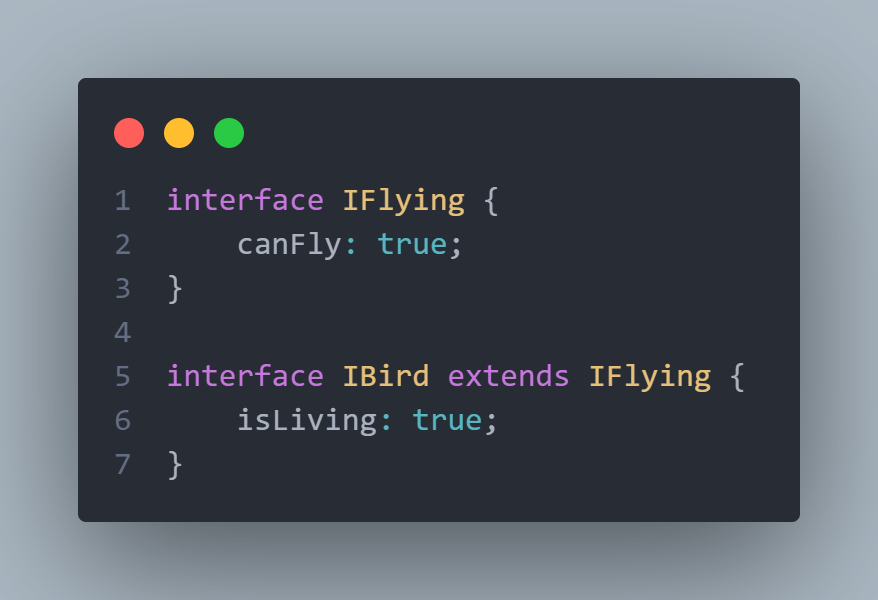 1 interface IFlying {
2     canFly: true;
3 }
4
5 interface IBird extends IFlying {
6     isLiving: true;
7 }